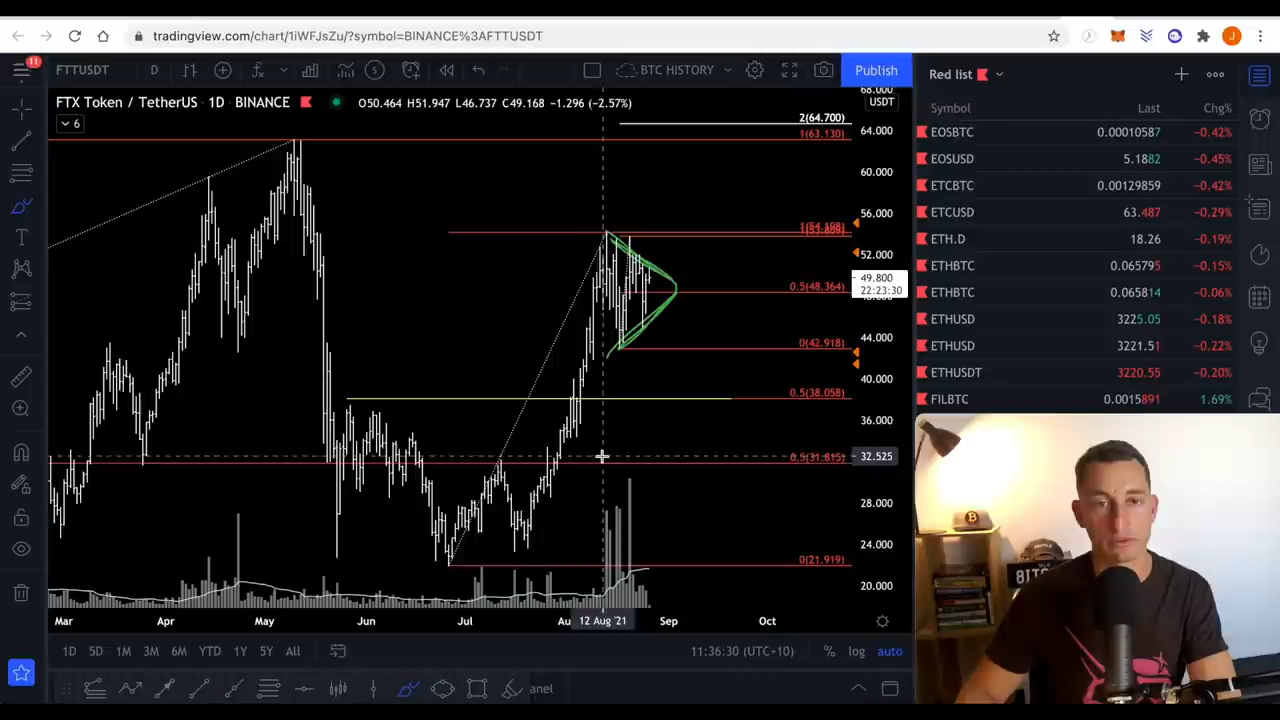 tradingview.com/chart/1iWFJsZu/?symbol=BINANCE%3AFTTUSDT
J
11
FTTUSDT D BTC HISTORY Publish
Red list
FTX Token / TetherUS · 1D · BINANCE O50.464 H51.947 L46.737 C49.168 −1.296 (−2.57%)
6
68.000
USDT
Symbol Last Chg%
2(64.700)
1(63.130)
64.000
60.000
56.000
52.000
49.800
22:23:30
0.5(48.364)
44.000
0(42.918)
40.000
0.5(38.058)
36.000
32.525
0.5(31.815)
28.000
24.000
0(21.919)
20.000
EOSBTC 0.00010587 −0.42%
EOSUSD 5.1882 −0.45%
ETCBTC 0.00129859 −0.42%
ETCUSD 63.487 −0.29%
ETH.D 18.26 −0.19%
ETHBTC 0.065795 −0.15%
ETHBTC 0.065814 −0.06%
ETHUSD 3225.05 −0.18%
ETHUSD 3221.51 −0.22%
ETHUSDT 3220.55 −0.20%
FILBTC 0.0015891 1.69%
Mar Apr May Jun Jul Au 12 Aug '21 Sep Oct
1D 5D 1M 3M 6M YTD 1Y 5Y All 11:36:30 (UTC+10) % log auto
anel
B